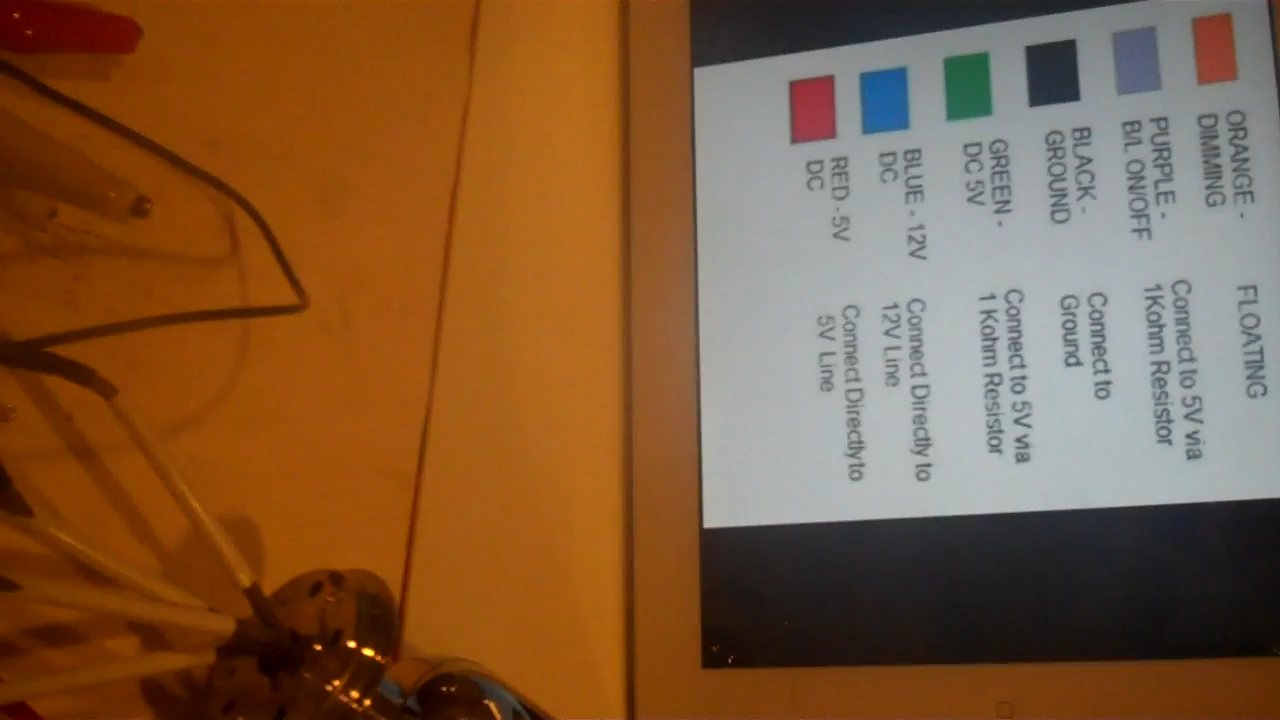 ORANGE -
DIMMING
FLOATING
PURPLE -
B/L ON/OFF
Connect to 5V via
1Kohm Resistor
BLACK -
GROUND
Connect to
Ground
GREEN -
DC 5V
Connect to 5V via
1 Kohm Resistor
BLUE - 12V
DC
Connect Directly to
12V Line
RED - 5V
DC
Connect Directly to
5V Line